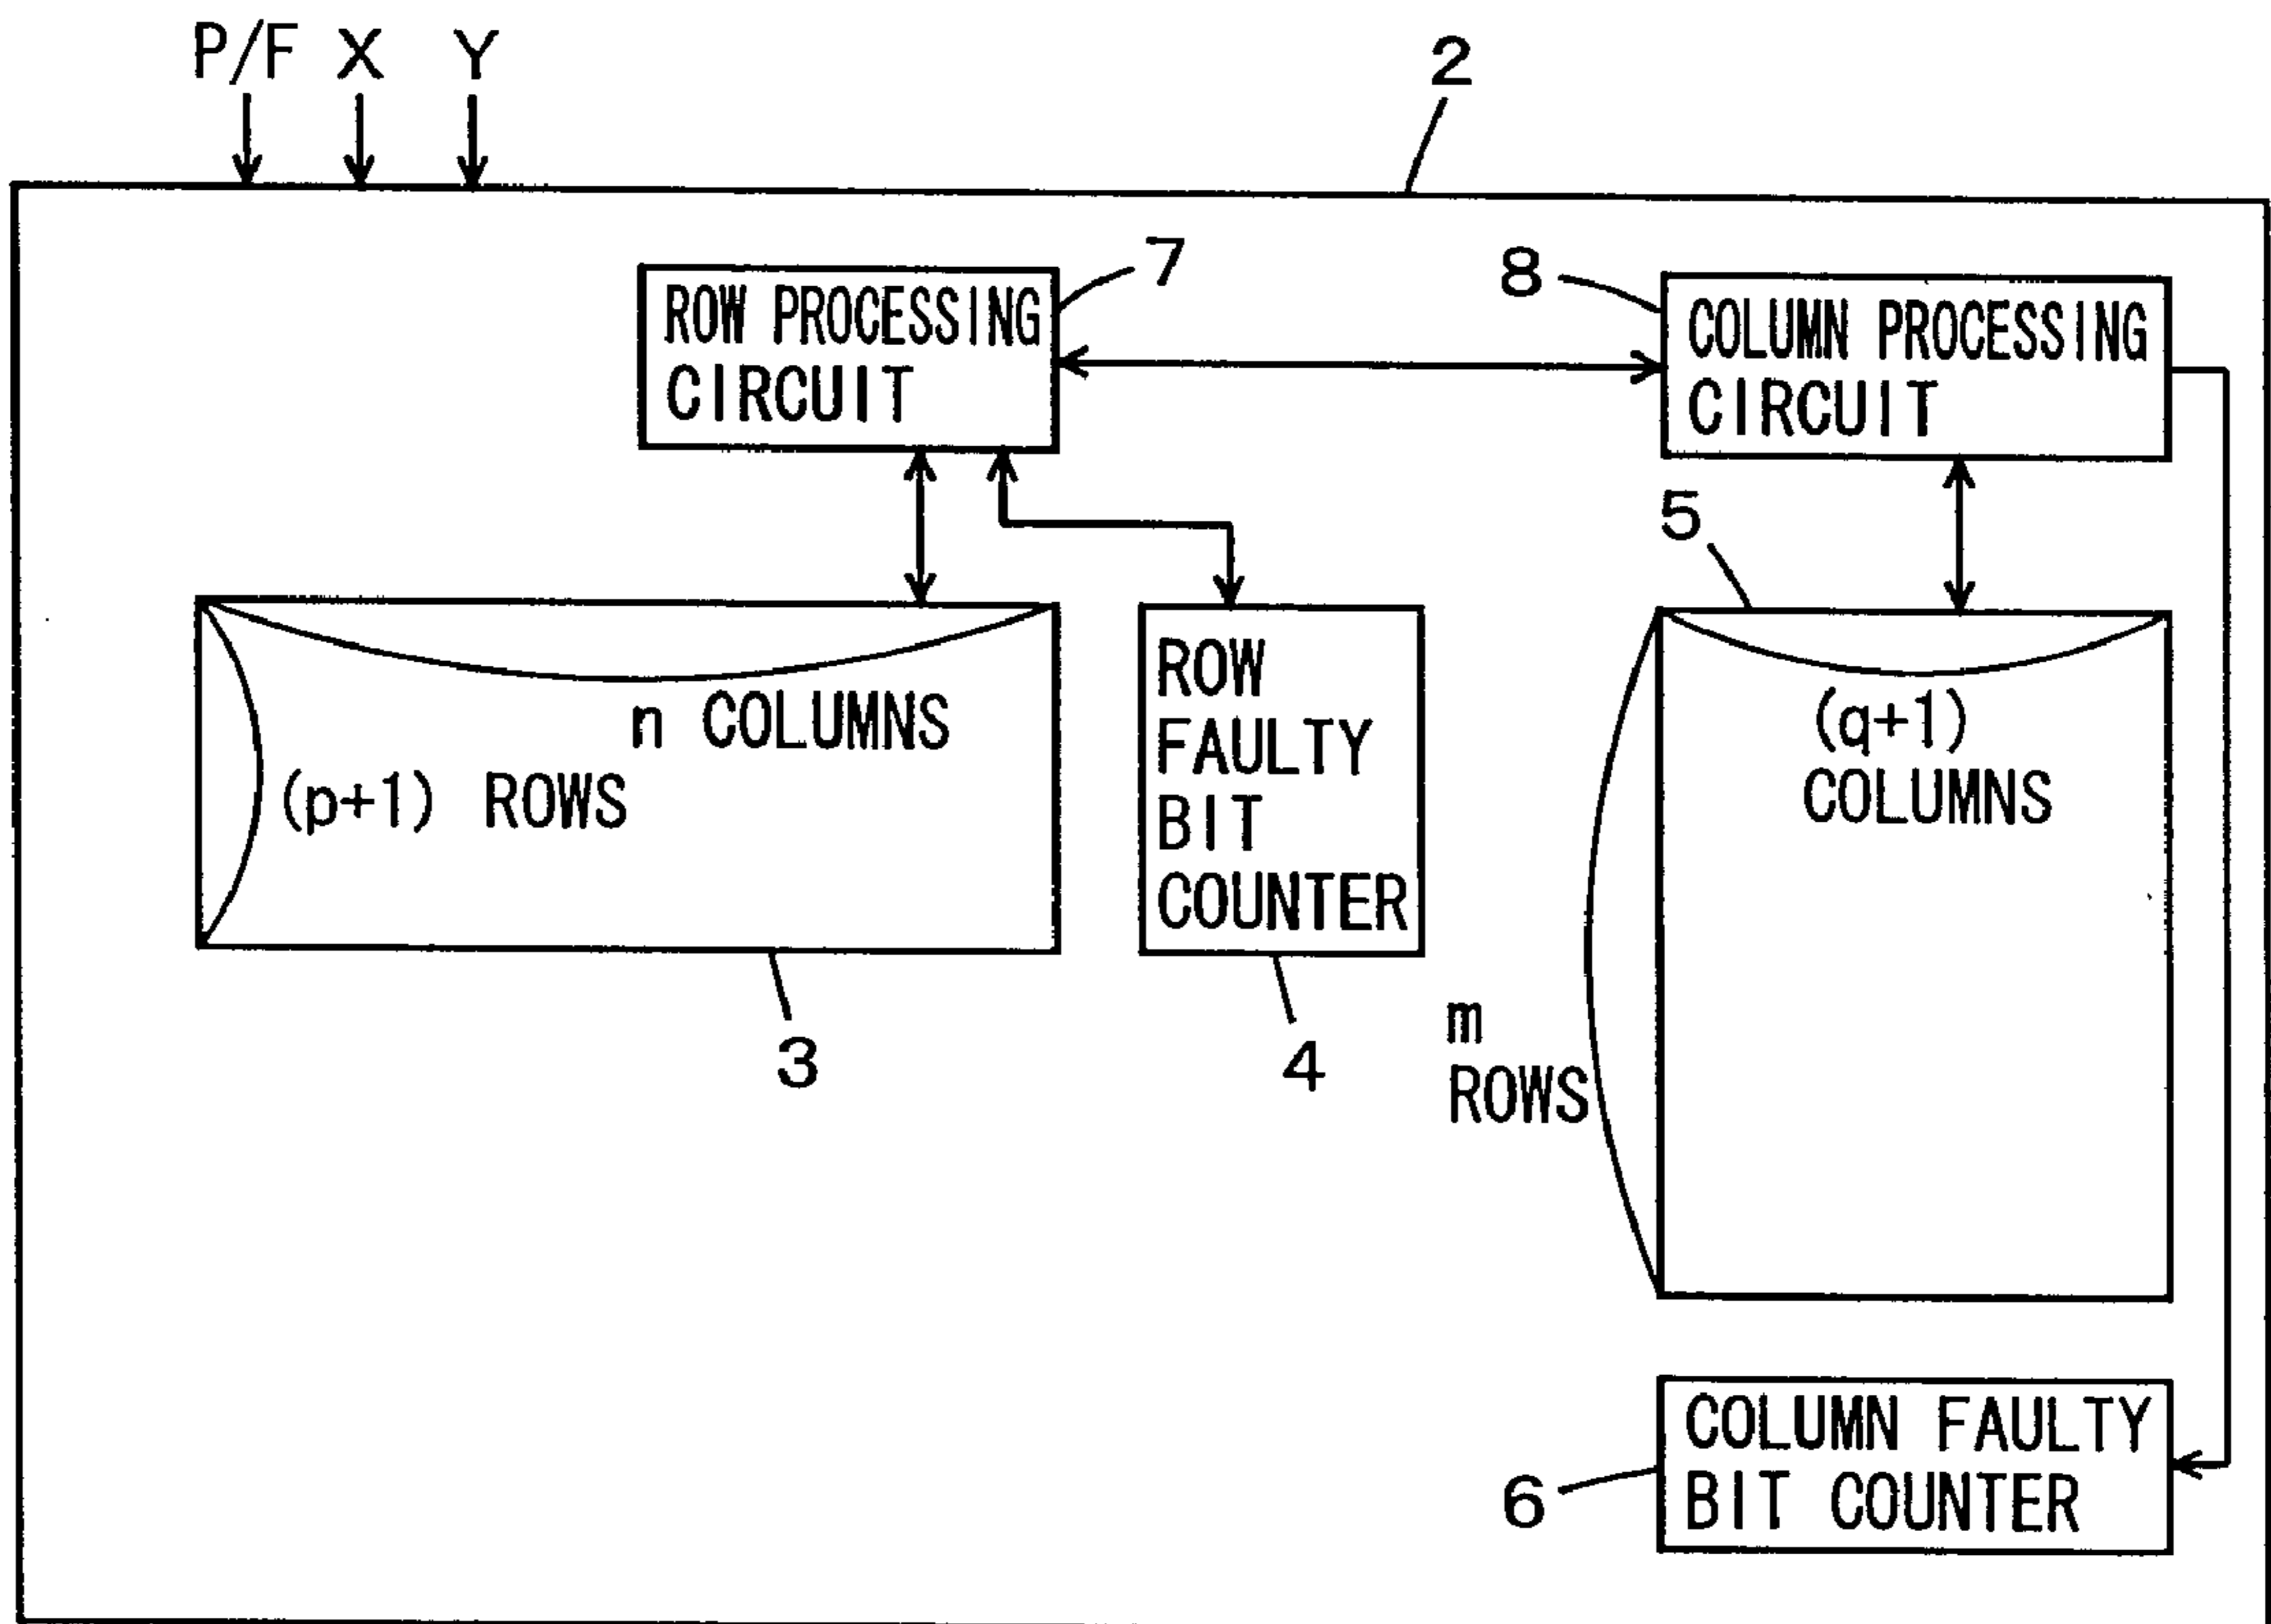 P/F X Y
2
7
ROW PROCESSING
CIRCUIT
8
COLUMN PROCESSING
CIRCUIT
5
n COLUMNS
(p+1) ROWS
3
ROW
FAULTY
BIT
COUNTER
4
(q+1)
COLUMNS
m
ROWS
6
COLUMN FAULTY
BIT COUNTER